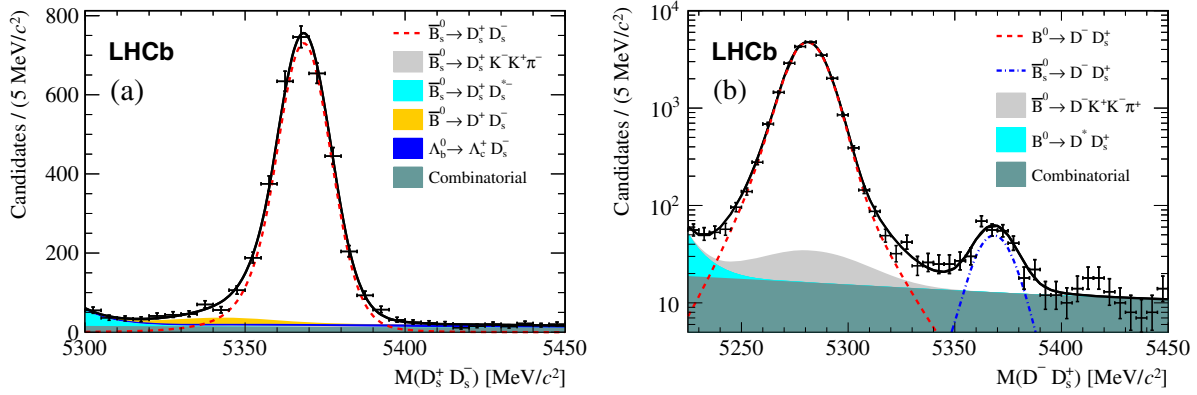 Candidates / (5 MeV/c²)
LHCb
(a)
B̅⁰ₛ → D⁺ₛ D⁻ₛ
B̅⁰ₛ → D⁺ₛ K⁻K⁺π⁻
B̅⁰ₛ → D⁺ₛ D*⁻ₛ
B̅⁰ → D⁺ D⁻ₛ
Λ⁰b → Λ⁺c D⁻ₛ
Combinatorial
800
600
400
200
0
5300 5350 5400 5450
M(D⁺ₛ D⁻ₛ) [MeV/c²]
Candidates / (5 MeV/c²)
LHCb
(b)
B⁰ → D⁻ D⁺ₛ
B̅⁰ₛ → D⁻ D⁺ₛ
B̅⁰ → D⁻K⁺K⁻π⁺
B⁰ → D* D⁺ₛ
Combinatorial
10⁴
10³
10²
10
5250 5300 5350 5400 5450
M(D⁻ D⁺ₛ) [MeV/c²]